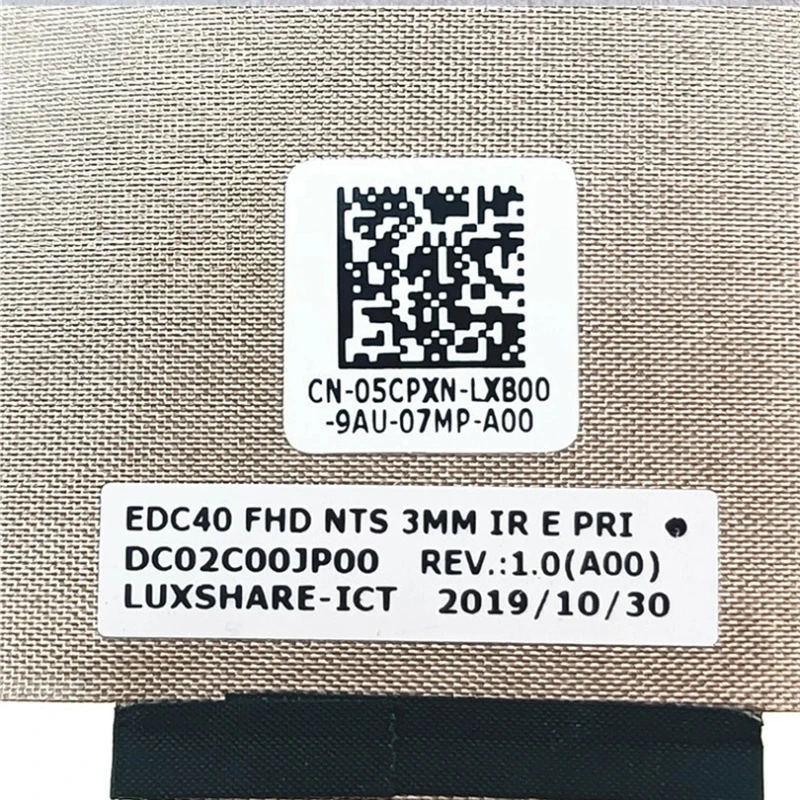 CN-05CPXN-LXB00
-9AU-07MP-A00
EDC40 FHD NTS 3MM IR E PRI
DC02C00JP00 REV.:1.0(A00)
LUXSHARE-ICT 2019/10/30